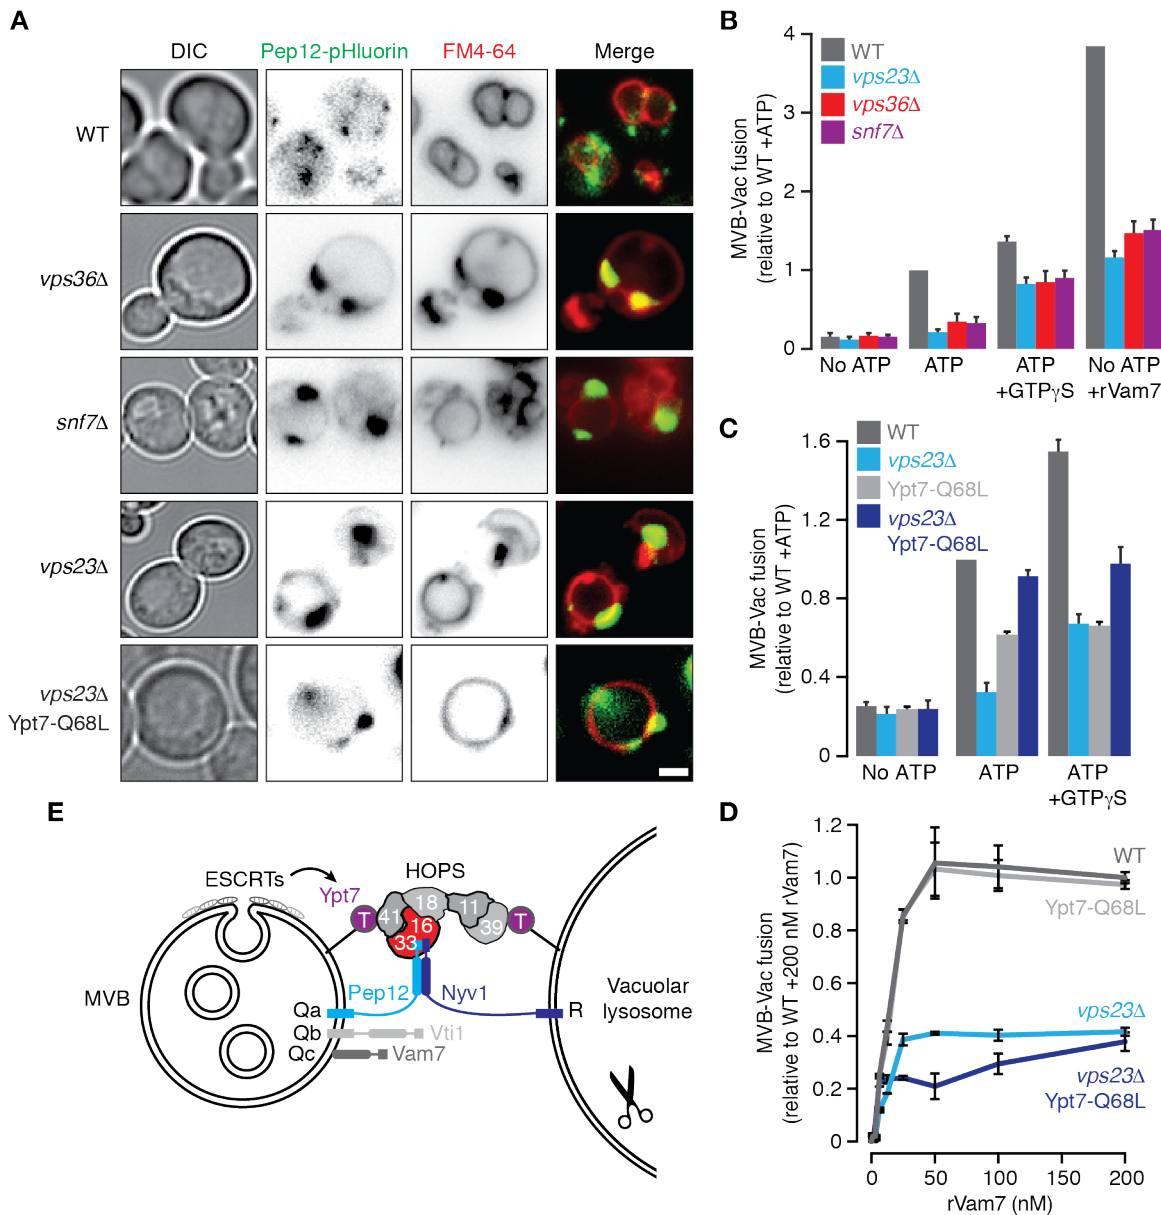 A
DIC
Pep12-pHluorin
FM4-64
Merge
WT
vps36Δ
snf7Δ
vps23Δ
vps23Δ
Ypt7-Q68L
B
MVB-Vac fusion
(relative to WT +ATP)
4
3
2
1
0
WT
vps23Δ
vps36Δ
snf7Δ
No ATP
ATP
ATP
+GTPγS
No ATP
+rVam7
C
MVB-Vac fusion
(relative to WT +ATP)
1.6
1.2
0.8
0.4
0
WT
vps23Δ
Ypt7-Q68L
vps23Δ
Ypt7-Q68L
No ATP
ATP
ATP
+GTPγS
D
MVB-Vac fusion
(relative to WT +200 nM rVam7)
1.2
1.0
0.8
0.6
0.4
0.2
0
WT
Ypt7-Q68L
vps23Δ
vps23Δ
Ypt7-Q68L
0
50
100
150
200
rVam7 (nM)
E
ESCRTs
HOPS
Ypt7
T
41
18
11
39
T
16
33
Pep12
Nyv1
MVB
Qa
R
Qb
Vti1
Qc
Vam7
Vacuolar
lysosome